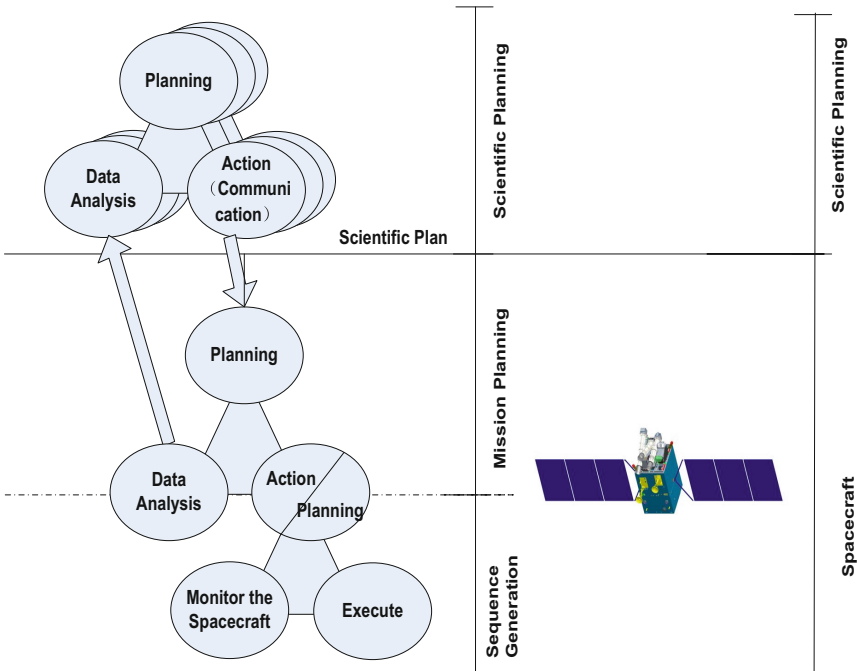 Planning
Data
Analysis
Action
（Communi
cation）
Scientific Plan
Planning
Data
Analysis
Action
Planning
Monitor the
Spacecraft
Execute
Scientific Planning
Mission Planning
Sequence
Generation
Scientific Planning
Spacecraft